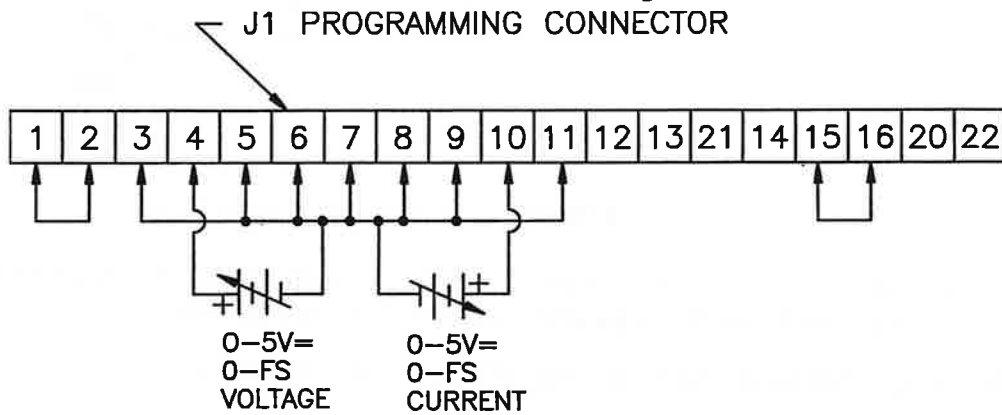 J1 PROGRAMMING CONNECTOR
1 2 3 4 5 6 7 8 9 10 11 12 13 21 14 15 16 20 22
+ +
0-5V= 0-5V=
0-FS 0-FS
VOLTAGE CURRENT